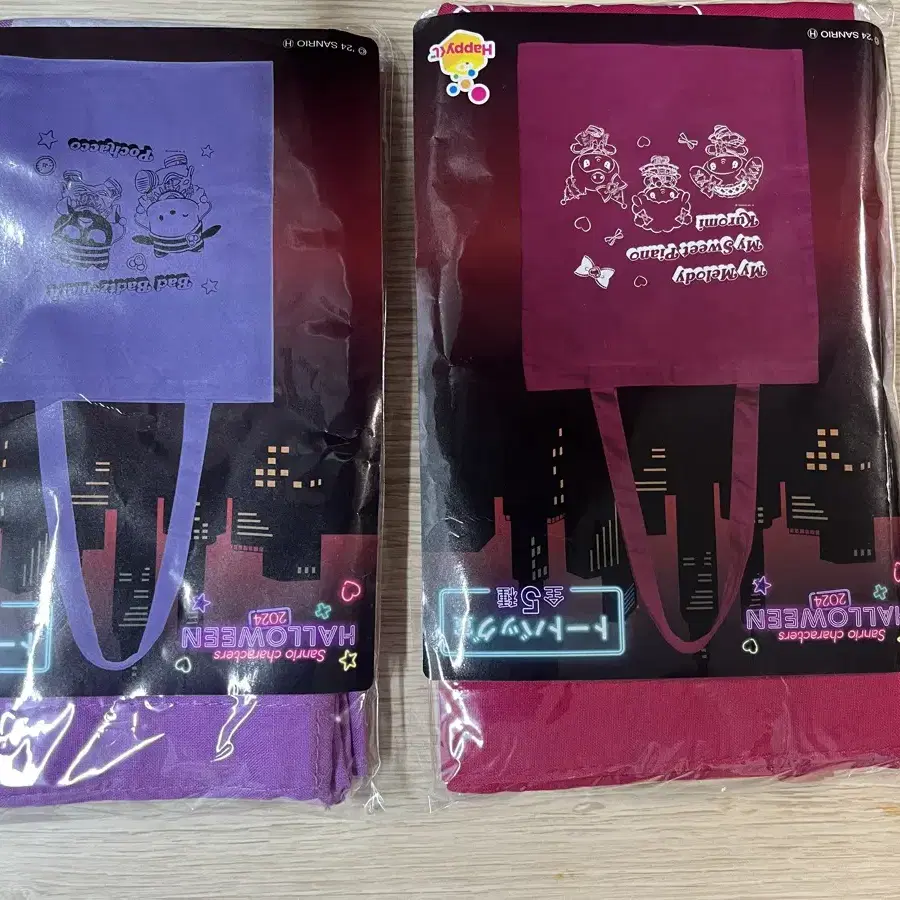 Sanrio characters
HALLOWEEN
2024
トートバッグ賞
全5種
My Melody
My Sweet Piano
Kuromi
© '24 SANRIO Ⓗ
Happyくじ
Sanrio characters
HALLOWEEN
2024
トー
Bad Badtz-Maru
Pochacco
© '24 SANRIO Ⓗ